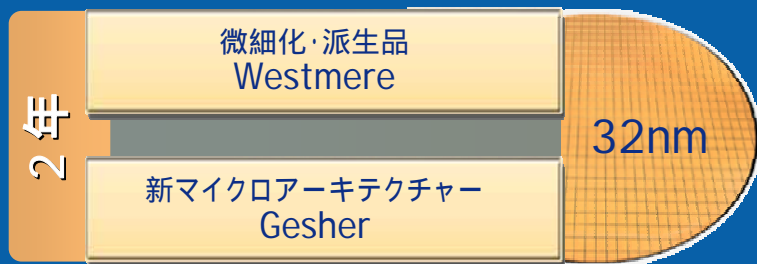 2年
微細化・派生品
Westmere
新マイクロアーキテクチャー
Gesher
32nm